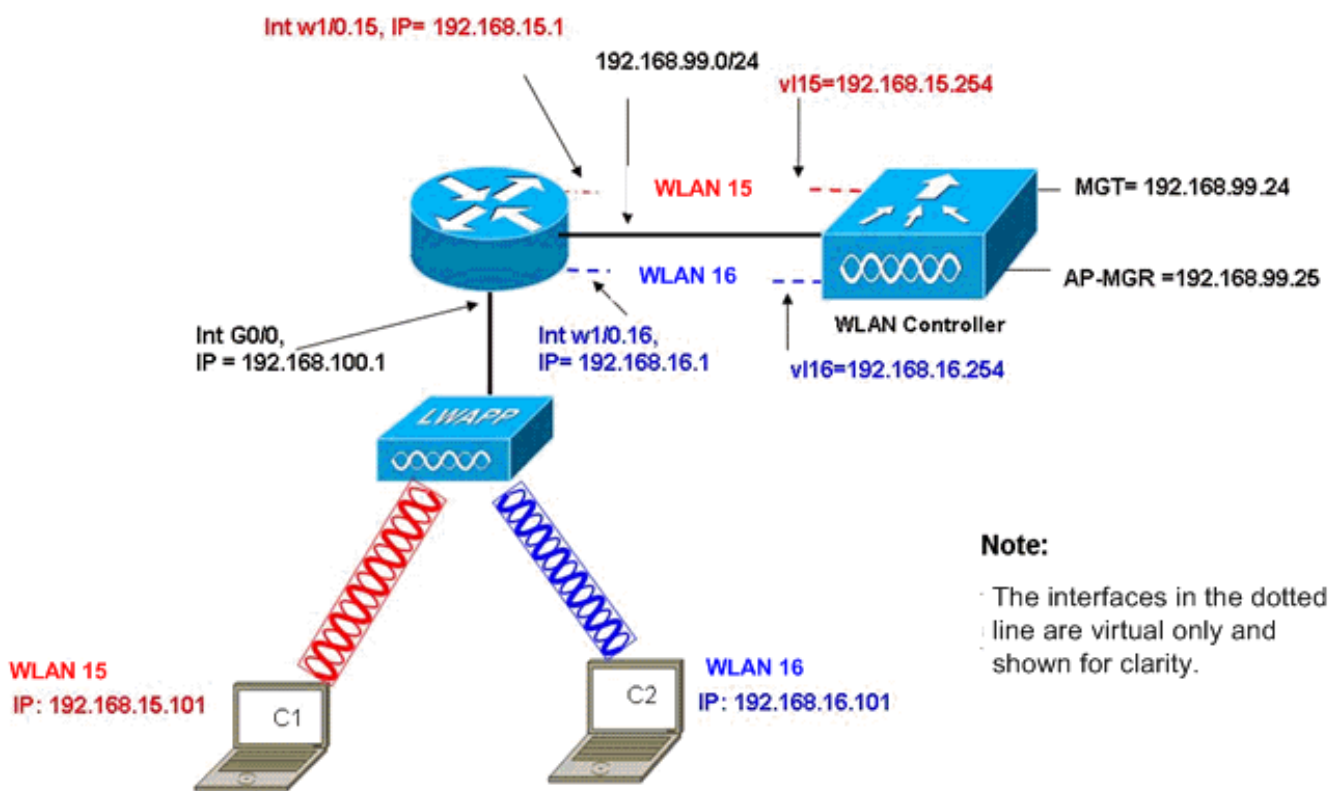 Int w1/0.15, IP= 192.168.15.1
192.168.99.0/24
vl15=192.168.15.254
WLAN 15
MGT= 192.168.99.24
WLAN 16
AP-MGR =192.168.99.25
WLAN Controller
Int G0/0,
IP = 192.168.100.1
Int w1/0.16,
IP= 192.168.16.1
vl16=192.168.16.254
LWAPP
Note:
The interfaces in the dotted
line are virtual only and
shown for clarity.
WLAN 15
IP: 192.168.15.101
C1
C2
WLAN 16
IP: 192.168.16.101